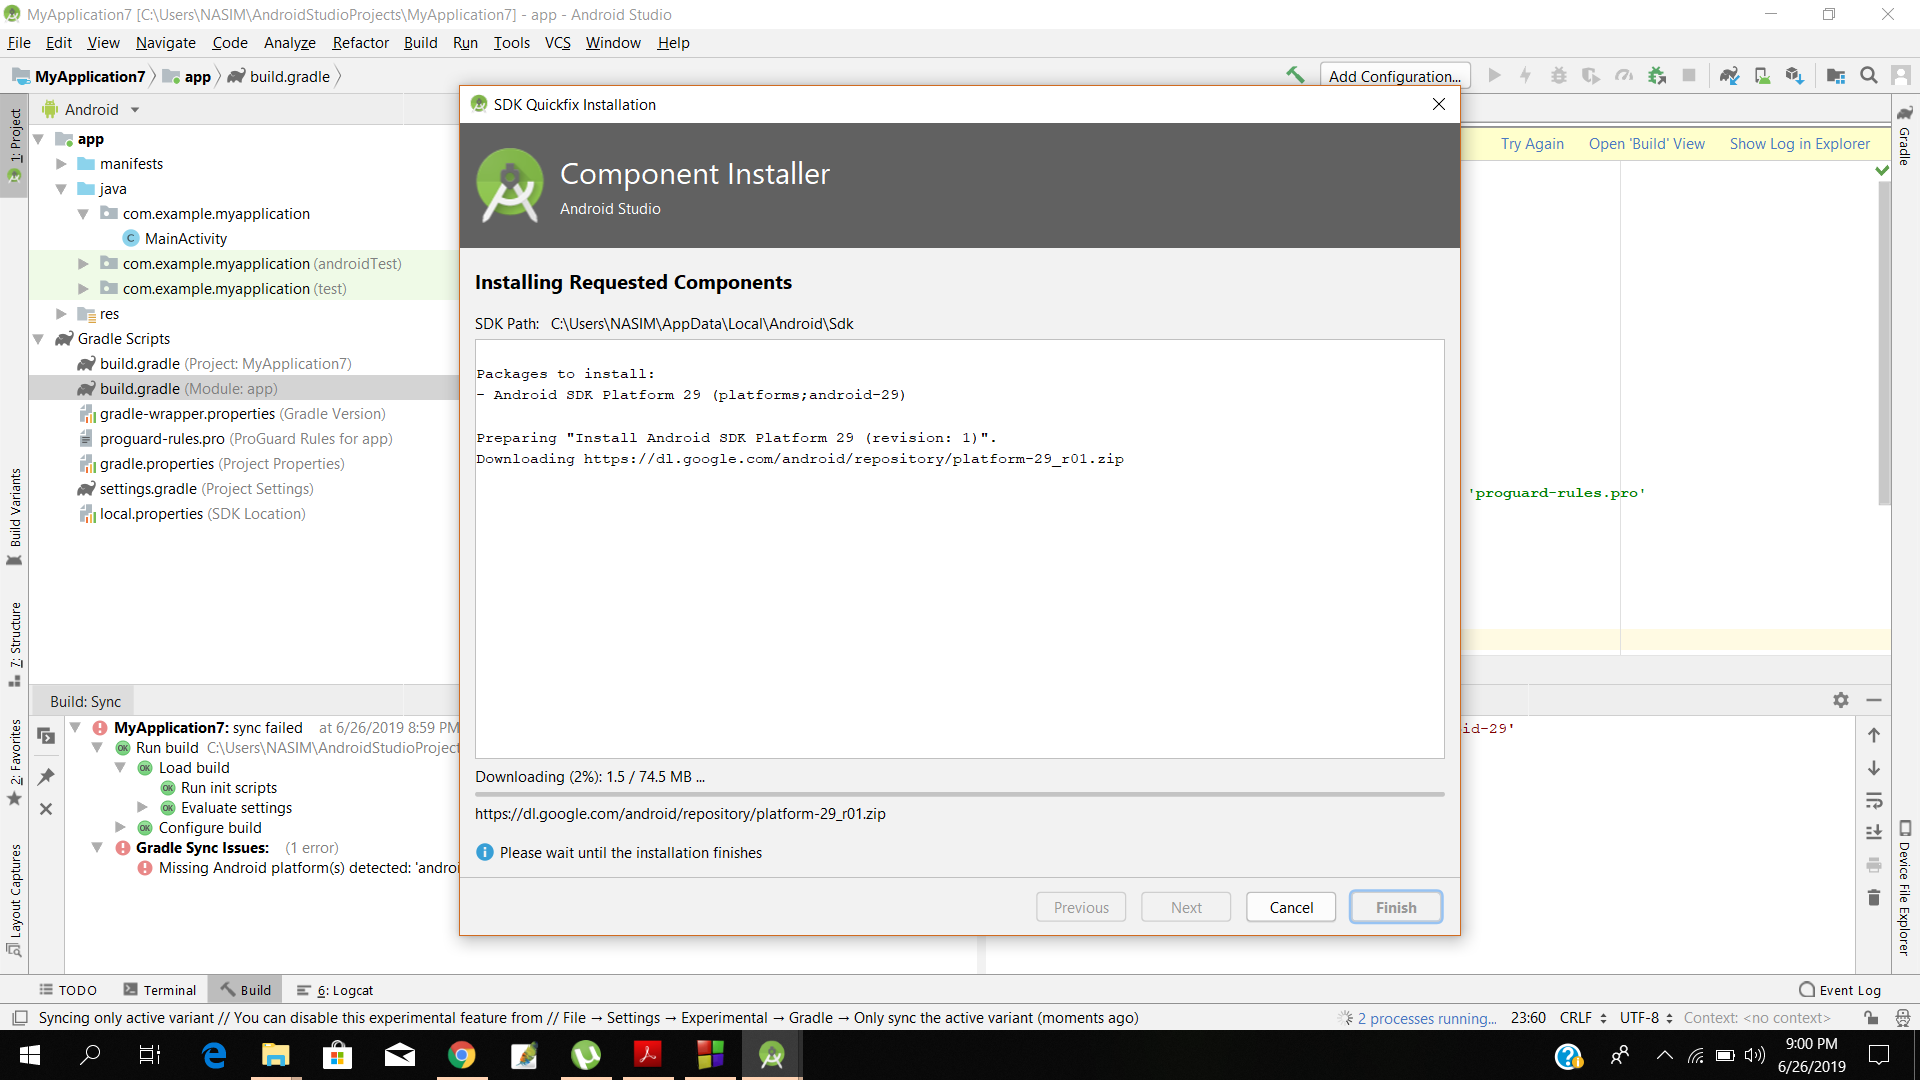 MyApplication7 [C:\Users\NASIM\AndroidStudioProjects\MyApplication7] - app - Android Studio
File Edit View Navigate Code Analyze Refactor Build Run Tools VCS Window Help
MyApplication7 app build.gradle
Add Configuration...
1: Project
Build Variants
7: Structure
2: Favorites
Layout Captures
Android
app
manifests
java
com.example.myapplication
MainActivity
com.example.myapplication (androidTest)
com.example.myapplication (test)
res
Gradle Scripts
build.gradle (Project: MyApplication7)
build.gradle (Module: app)
gradle-wrapper.properties (Gradle Version)
proguard-rules.pro (ProGuard Rules for app)
gradle.properties (Project Properties)
settings.gradle (Project Settings)
local.properties (SDK Location)
SDK Quickfix Installation
Component Installer
Android Studio
Installing Requested Components
SDK Path: C:\Users\NASIM\AppData\Local\Android\Sdk
Packages to install:
- Android SDK Platform 29 (platforms;android-29)
Preparing "Install Android SDK Platform 29 (revision: 1)".
Downloading https://dl.google.com/android/repository/platform-29_r01.zip
Downloading (2%): 1.5 / 74.5 MB ...
https://dl.google.com/android/repository/platform-29_r01.zip
Please wait until the installation finishes
Previous Next Cancel Finish
Try Again Open 'Build' View Show Log in Explorer
'proguard-rules.pro'
Gradle
Device File Explorer
Build: Sync
MyApplication7: sync failed at 6/26/2019 8:59 PM
Run build C:\Users\NASIM\AndroidStudioProject
Load build
Run init scripts
Evaluate settings
Configure build
Gradle Sync Issues: (1 error)
Missing Android platform(s) detected: 'androi
id-29'
TODO Terminal Build 6: Logcat Event Log
Syncing only active variant // You can disable this experimental feature from // File → Settings → Experimental → Gradle → Only sync the active variant (moments ago)
2 processes running... 23:60 CRLF UTF-8 Context: <no context>
9:00 PM
6/26/2019